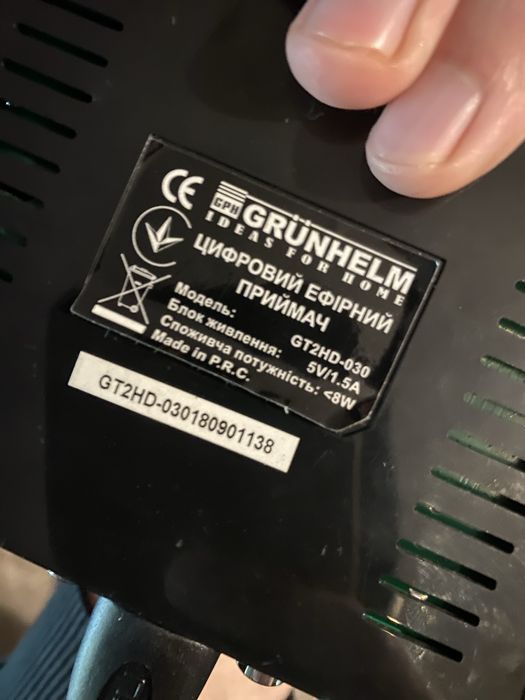 CE
GPH
GRÜNHELM
IDEAS FOR HOME
ЦИФРОВИЙ ЕФІРНИЙ
ПРИЙМАЧ
Модель: GT2HD-030
Блок живлення: 5V/1.5A
Споживча потужність: <8W
Made in P.R.C.
GT2HD-030180901138